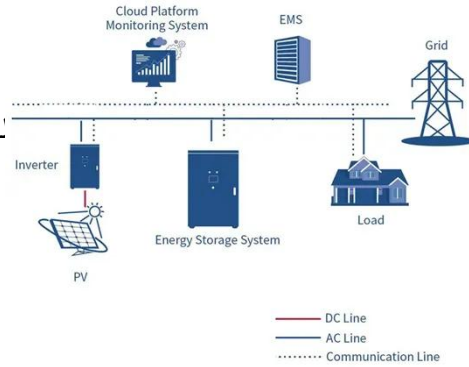 Cloud Platform
Monitoring System
EMS
Grid
Inverter
Energy Storage System
Load
PV
DC Line
AC Line
Communication Line